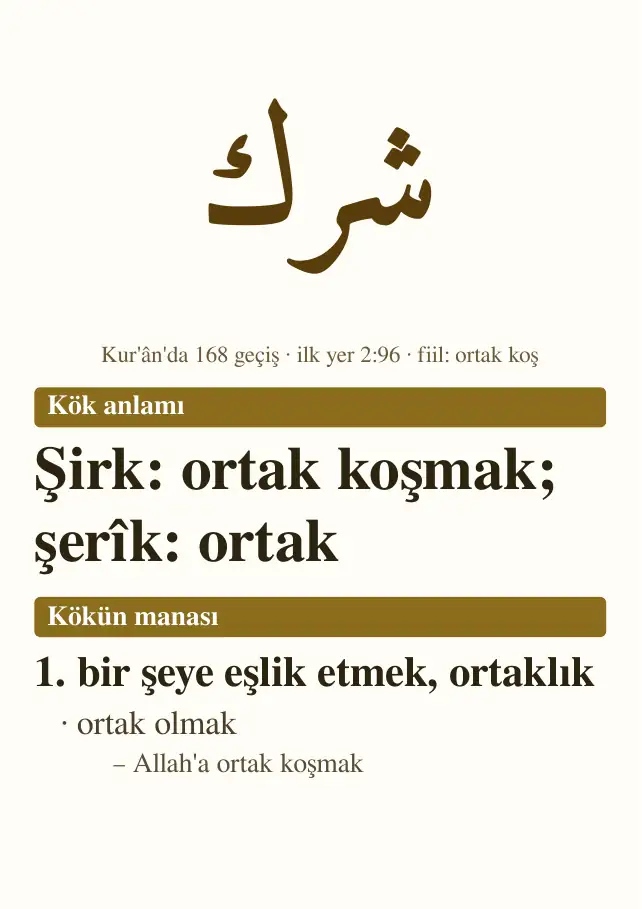 شرك
Kur'ân'da 168 geçiş · ilk yer 2:96 · fiil: ortak koş
Kök anlamı
Şirk: ortak koşmak;
şerîk: ortak
Kökün manası
1. bir şeye eşlik etmek, ortaklık
· ortak olmak
– Allah'a ortak koşmak